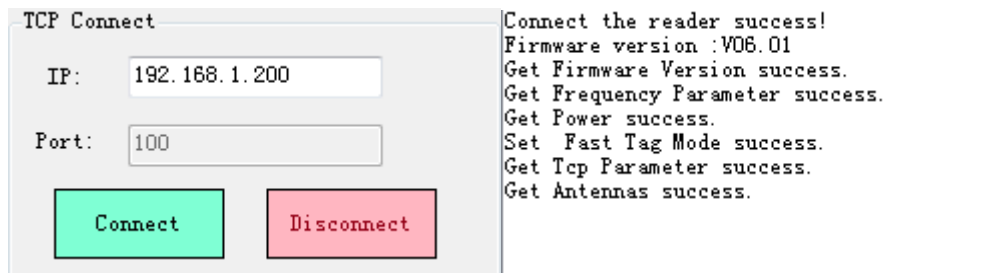 TCP Connect
IP: 192.168.1.200
Port: 100
Connect Disconnect
Connect the reader success!
Firmware version :V06.01
Get Firmware Version success.
Get Frequency Parameter success.
Get Power success.
Set  Fast Tag Mode success.
Get Tcp Parameter success.
Get Antennas success.